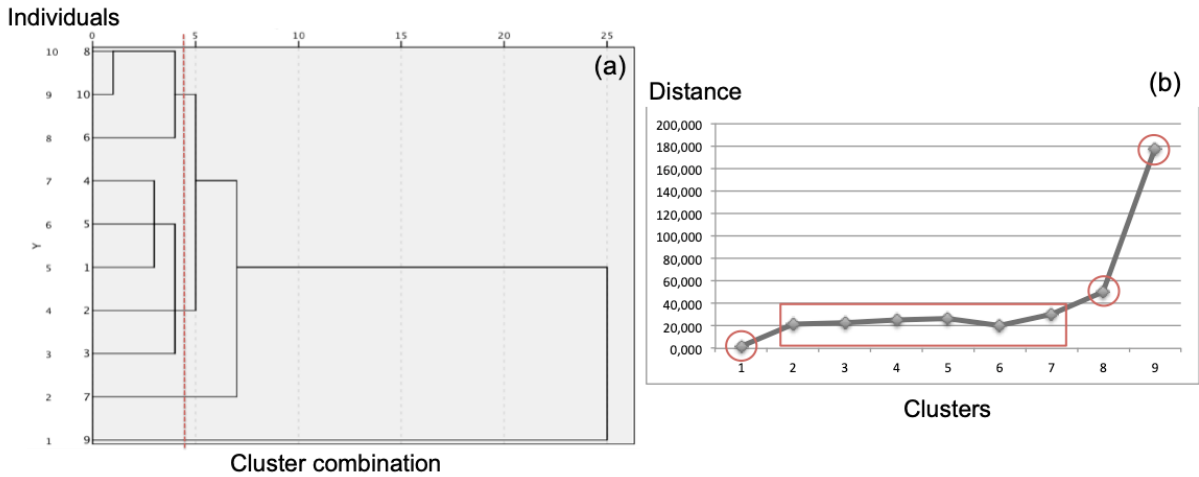 Individuals
0 5 10 15 20 25
(a)
10 8
9 10
8 6
7 4
6 5
Y
5 1
4 2
3 3
2 7
1 9
Cluster combination
(b)
Distance
200,000
180,000
160,000
140,000
120,000
100,000
80,000
60,000
40,000
20,000
0,000
1 2 3 4 5 6 7 8 9
Clusters